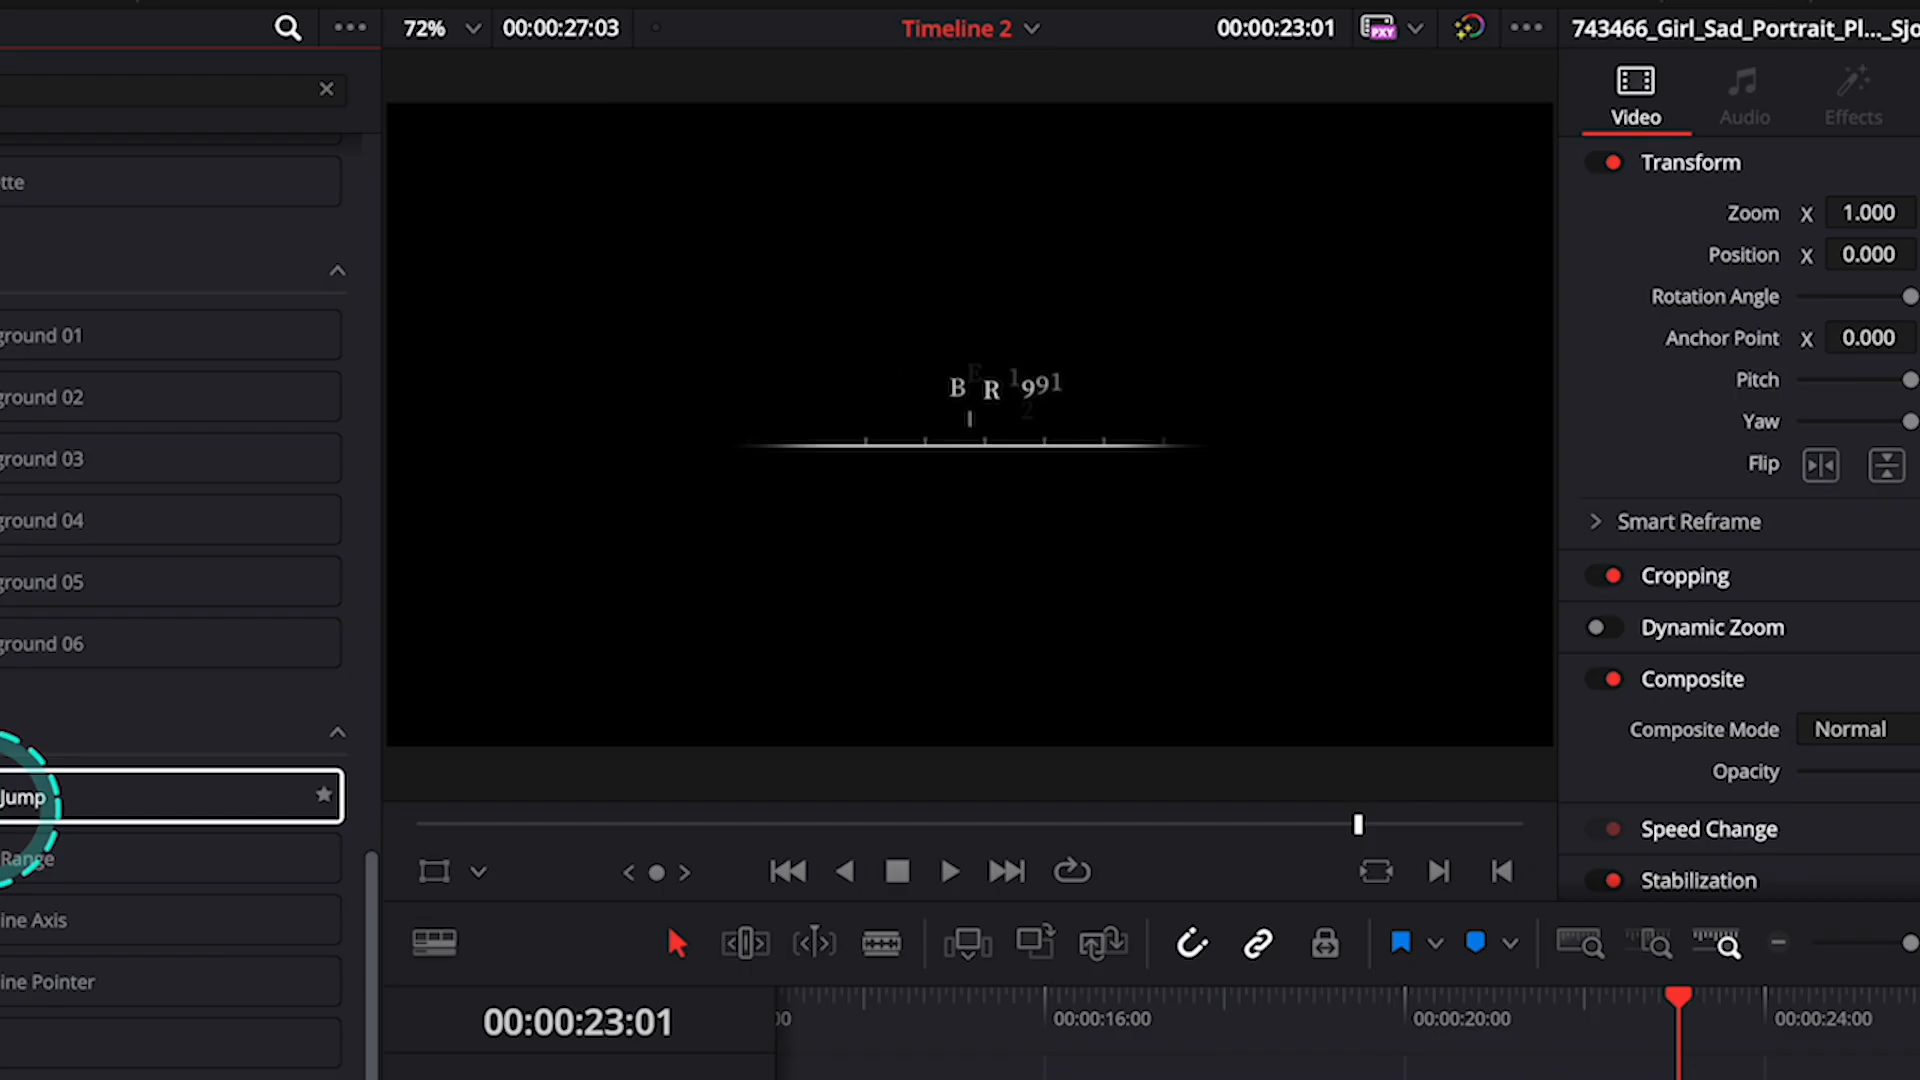 72%
00:00:27:03
Timeline 2
00:00:23:01
PXY
743466_Girl_Sad_Portrait_Pl..._Sjo
tte
ground 01
ground 02
ground 03
ground 04
ground 05
ground 06
Jump
Range
ine Axis
ine Pointer
B E R 1991
2
Video
Audio
Effects
Transform
Zoom X 1.000
Position X 0.000
Rotation Angle
Anchor Point X 0.000
Pitch
Yaw
Flip
Smart Reframe
Cropping
Dynamic Zoom
Composite
Composite Mode Normal
Opacity
Speed Change
Stabilization
00:00:23:01
00
00:00:16:00
00:00:20:00
00:00:24:00